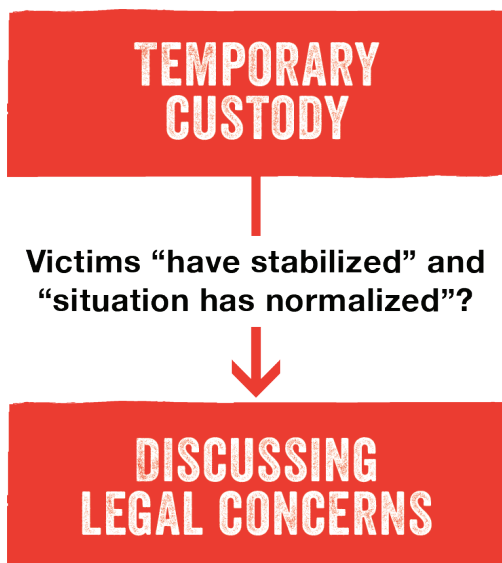 TEMPORARY
CUSTODY
Victims “have stabilized” and
“situation has normalized”?
DISCUSSING
LEGAL CONCERNS